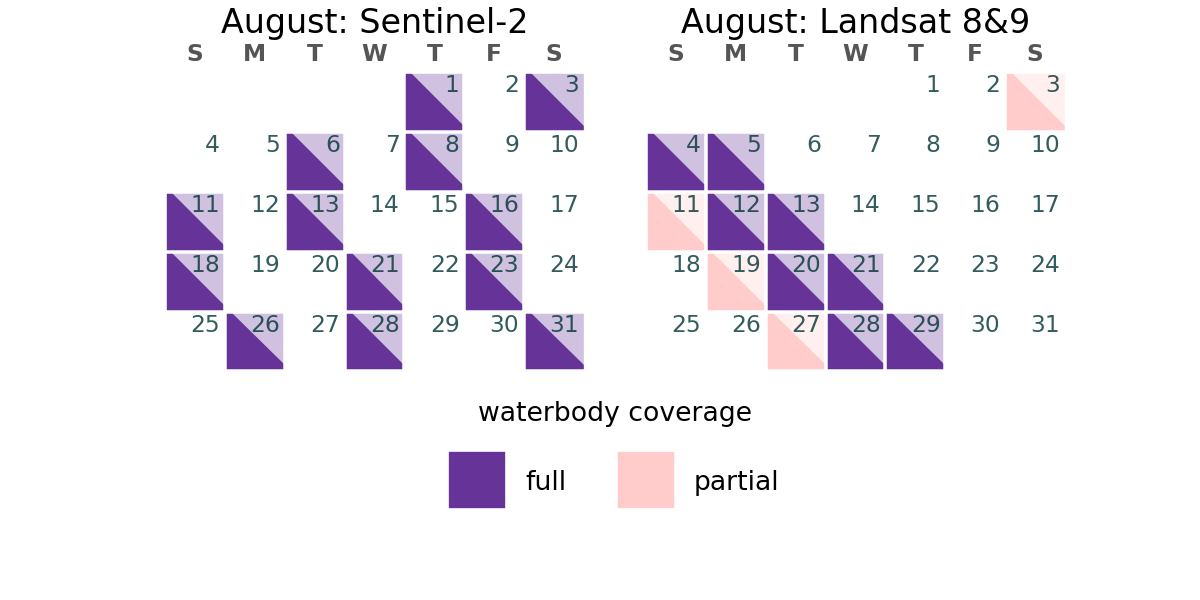 August: Sentinel-2
S M T W T F S
1 2 3
4 5 6 7 8 9 10
11 12 13 14 15 16 17
18 19 20 21 22 23 24
25 26 27 28 29 30 31
August: Landsat 8&9
S M T W T F S
1 2 3
4 5 6 7 8 9 10
11 12 13 14 15 16 17
18 19 20 21 22 23 24
25 26 27 28 29 30 31
waterbody coverage
full
partial